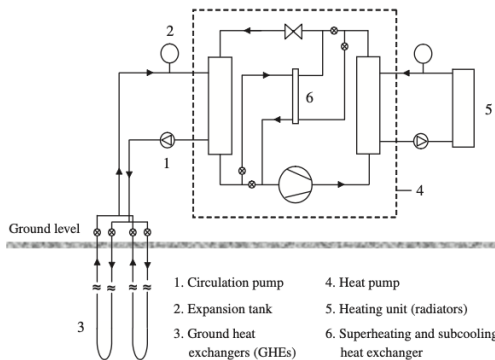 2
6
5
1
4
Ground level
3
1. Circulation pump
2. Expansion tank
3. Ground heat
exchangers (GHEs)
4. Heat pump
5. Heating unit (radiators)
6. Superheating and subcooling
heat exchanger